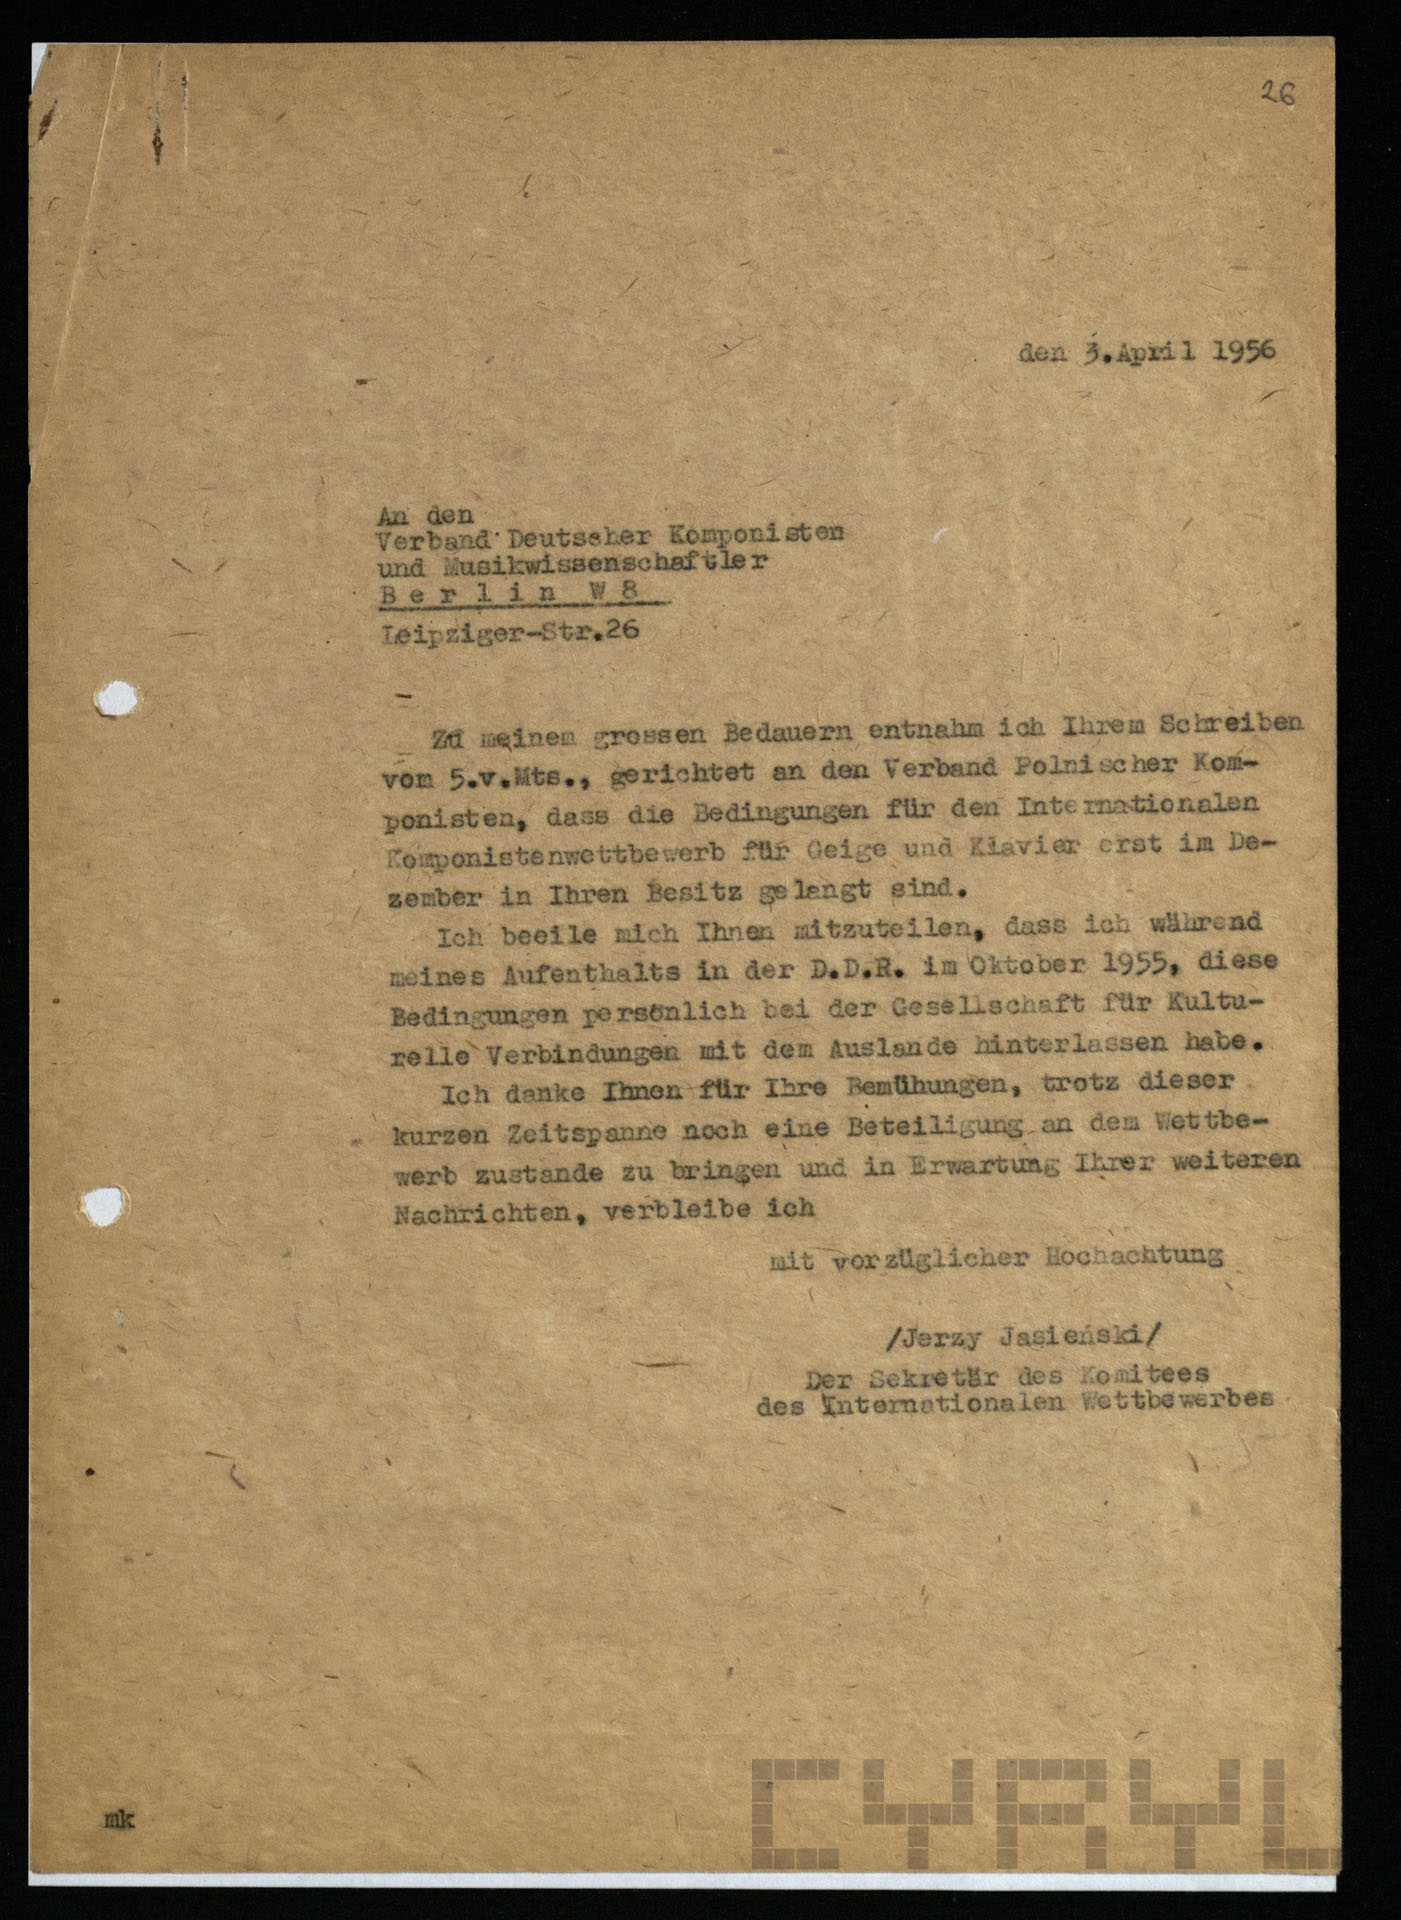 26
den 3.April 1956
An den
Verband Deutscher Komponisten
und Musikwissenschaftler
Berlin W 8
Leipziger-Str.26
Zu meinem grossen Bedauern entnahm ich Ihrem Schreiben
vom 5.v.Mts., gerichtet an den Verband Polnischer Kom-
ponisten, dass die Bedingungen für den Internationalen
Komponistenwettbewerb für Geige und Klavier erst im De-
zember in Ihren Besitz gelangt sind.
Ich beeile mich Ihnen mitzuteilen, dass ich während
meines Aufenthalts in der D.D.R. im Oktober 1955, diese
Bedingungen persönlich bei der Gesellschaft für Kultu-
relle Verbindungen mit dem Auslande hinterlassen habe.
Ich danke Ihnen für Ihre Bemühungen, trotz dieser
kurzen Zeitspanne noch eine Beteiligung an dem Wettbe-
werb zustande zu bringen und in Erwartung Ihrer weiteren
Nachrichten, verbleibe ich
mit vorzüglicher Hochachtung
/Jerzy Jasieński/
Der Sekretär des Komitees
des Internationalen Wettbewerbes
mk
CYRYL